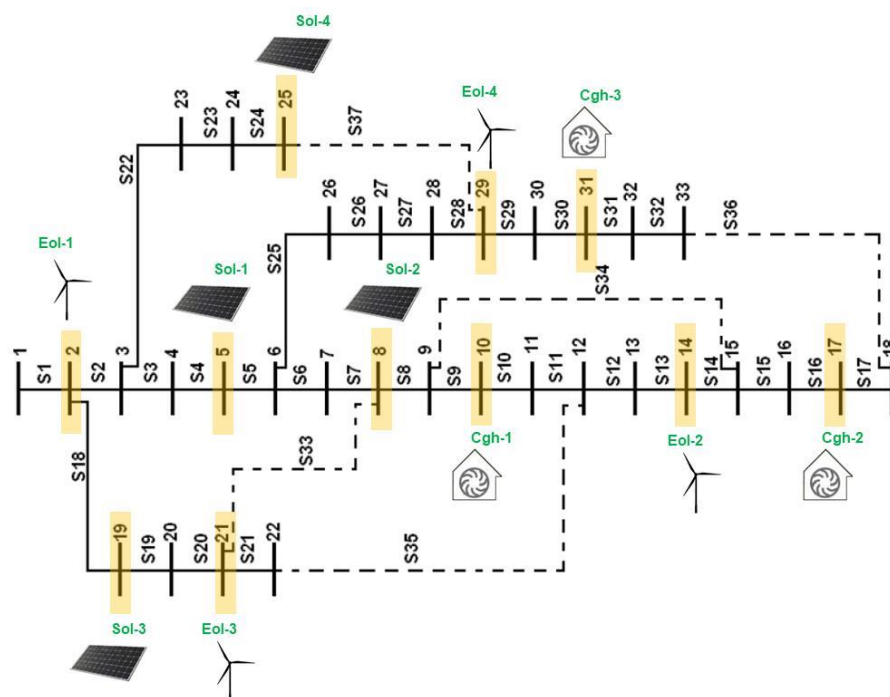 Sol-4
23
S23
24
S24
25
S37
Eol-4
Cgh-3
S22
26
S26
27
S27
28
S28
29
S29
30
S30
31
S31
32
S32
33
S36
Eol-1
Sol-1
S25
Sol-2
S34
1
S1
2
S2
3
S3
4
S4
5
S5
6
S6
7
S7
8
S8
9
S9
10
S10
11
S11
12
S12
13
S13
14
S14
15
S15
16
S16
17
S17
18
S18
S33
Cgh-1
Eol-2
Cgh-2
19
S19
20
S20
21
S21
22
S35
Sol-3
Eol-3